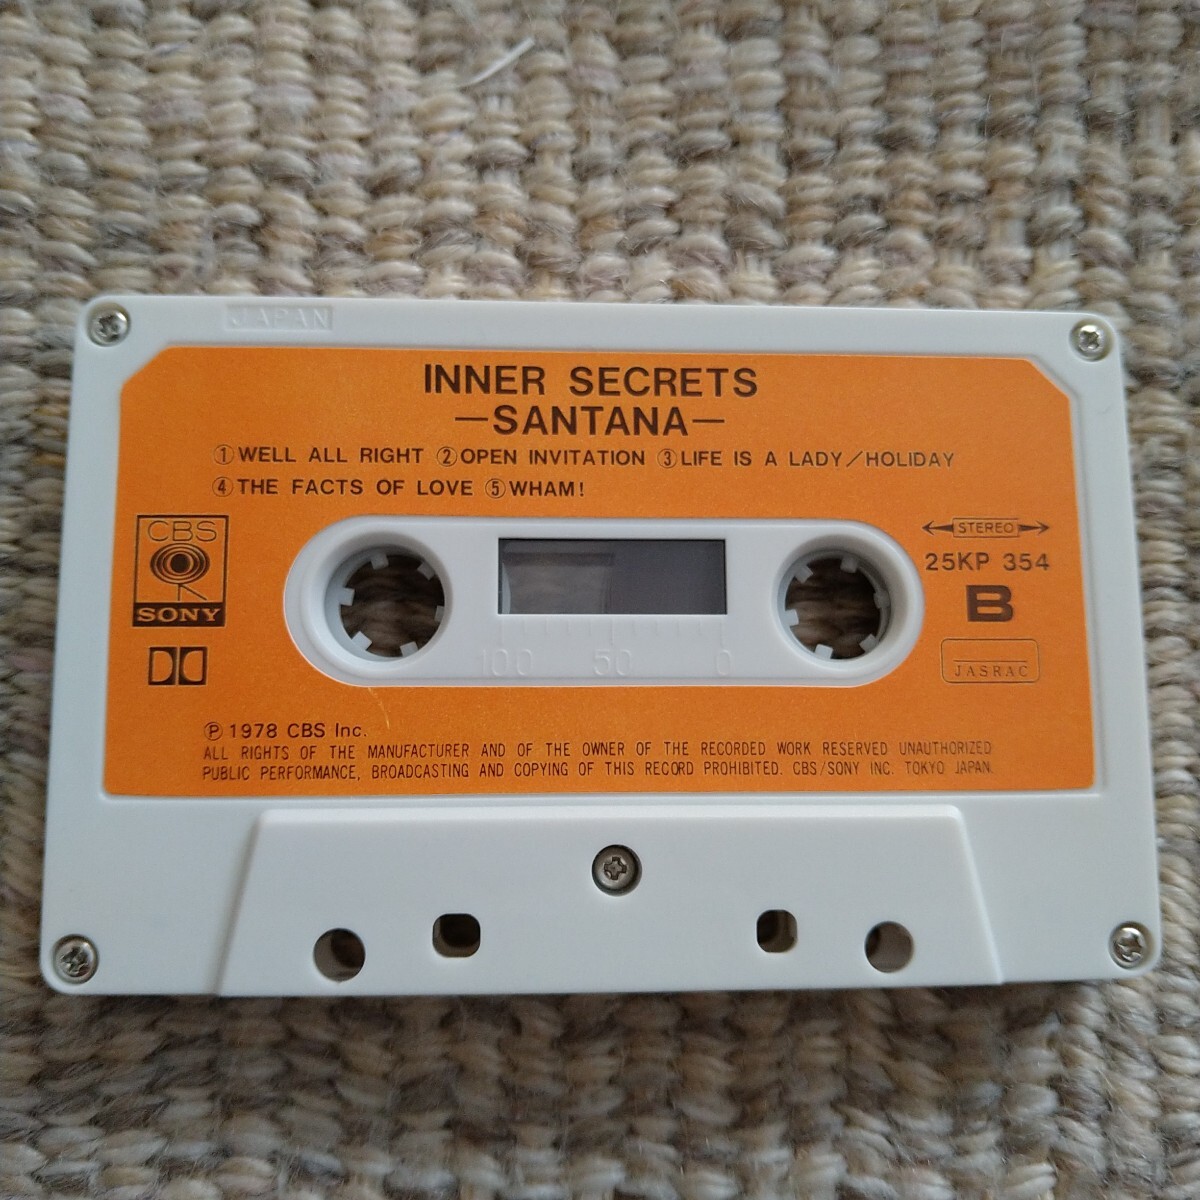 JAPAN
INNER SECRETS
—SANTANA—
①WELL ALL RIGHT ②OPEN INVITATION ③LIFE IS A LADY/HOLIDAY
④THE FACTS OF LOVE ⑤WHAM!
CBS
SONY
STEREO
25KP 354
B
JASRAC
100 50 0
Ⓟ1978 CBS Inc.
ALL RIGHTS OF THE MANUFACTURER AND OF THE OWNER OF THE RECORDED WORK RESERVED UNAUTHORIZED
PUBLIC PERFORMANCE, BROADCASTING AND COPYING OF THIS RECORD PROHIBITED. CBS/SONY INC. TOKYO JAPAN.